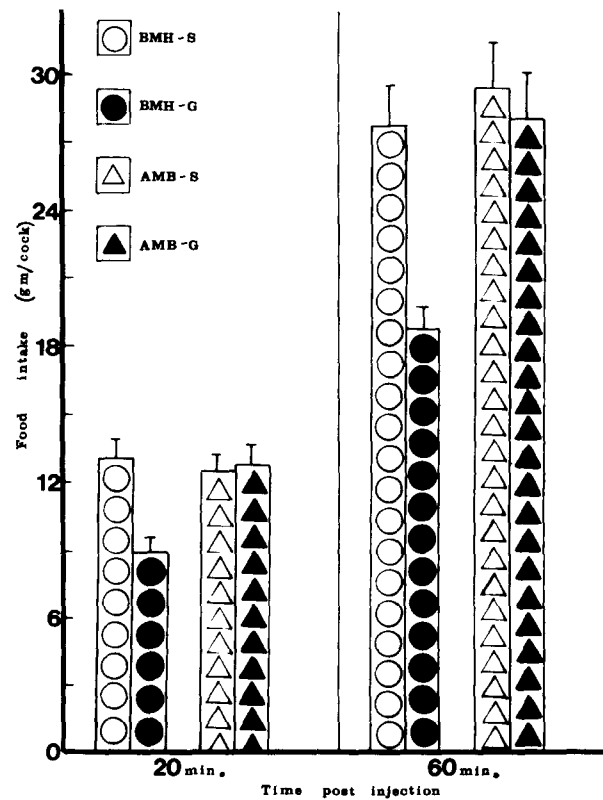 BMH-S
BMH-G
AMB-S
AMB-G
Food intake (gm/cock)
30
24
18
12
6
0
20 min. 60 min.
Time post injection